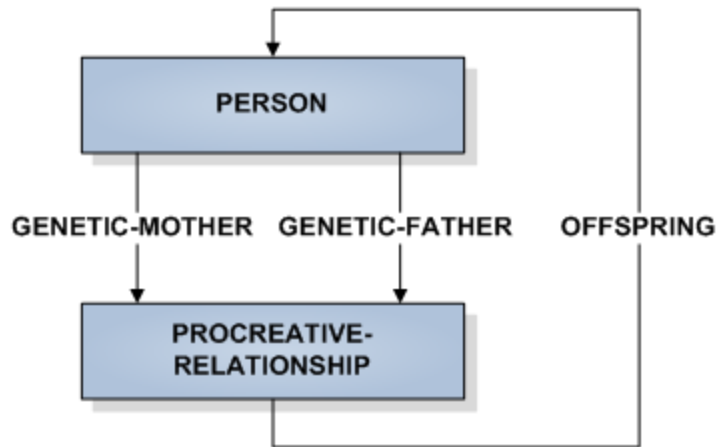 PERSON
GENETIC-MOTHER
GENETIC-FATHER
OFFSPRING
PROCREATIVE-
RELATIONSHIP